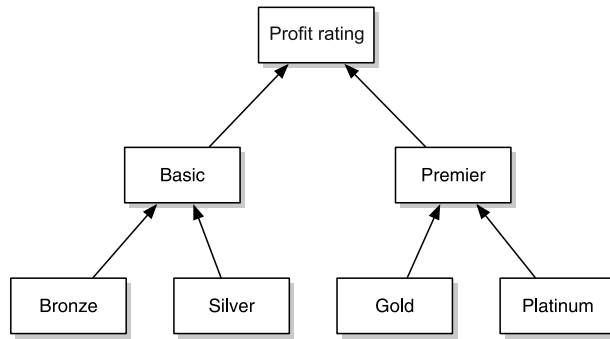 Profit rating
Basic
Premier
Bronze
Silver
Gold
Platinum